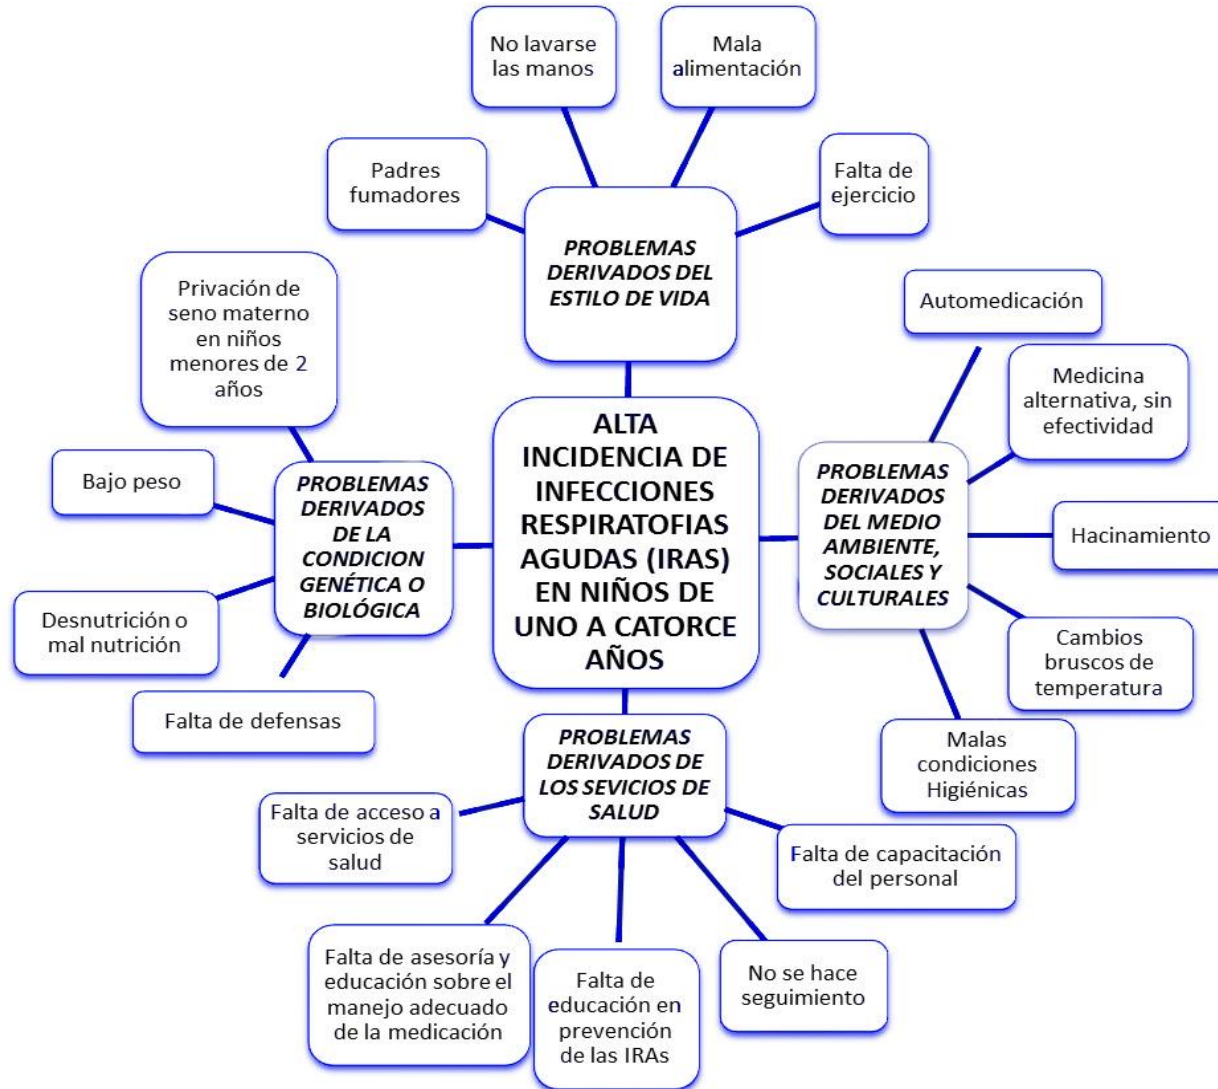 No lavarse
las manos
Mala
alimentación
Padres
fumadores
Falta de
ejercicio
PROBLEMAS
DERIVADOS DEL
ESTILO DE VIDA
Privación de
seno materno
en niños
menores de 2
años
Bajo peso
Desnutrición o
mal nutrición
Falta de defensas
PROBLEMAS
DERIVADOS
DE LA
CONDICION
GENÉTICA O
BIOLÓGICA
ALTA
INCIDENCIA DE
INFECCIONES
RESPIRATOFIAS
AGUDAS (IRAS)
EN NIÑOS DE
UNO A CATORCE
AÑOS
PROBLEMAS
DERIVADOS
DEL MEDIO
AMBIENTE,
SOCIALES Y
CULTURALES
Automedicación
Medicina
alternativa, sin
efectividad
Hacinamiento
Cambios
bruscos de
temperatura
Malas
condiciones
Higiénicas
PROBLEMAS
DERIVADOS DE
LOS SEVICIOS DE
SALUD
Falta de acceso a
servicios de
salud
Falta de asesoría y
educación sobre el
manejo adecuado
de la medicación
Falta de
educación en
prevención
de las IRAs
No se hace
seguimiento
Falta de capacitación
del personal